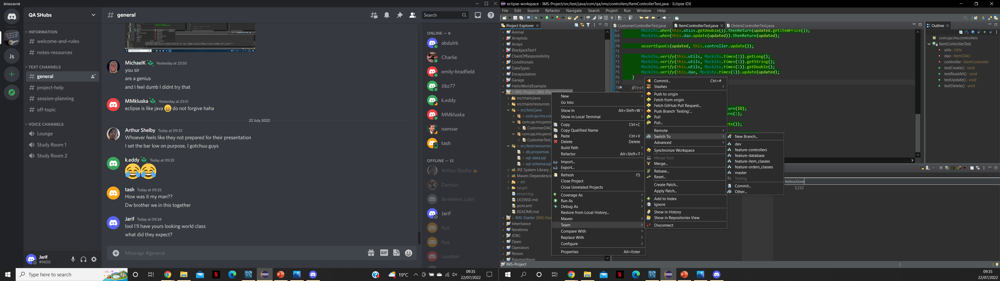 Discord
QA SHubs
INFORMATION
welcome-and-rules
notes-resources
TEXT CHANNELS
general
project-help
session-planning
off-topic
VOICE CHANNELS
Lounge
Study Room 1
Study Room 2
Js
Jarif
#9650
general
Search
MichaelK Yesterday at 23:50
you sir
are a genius
and I feel dumb I didnt try that
MMkluska Yesterday at 23:51
eclipse is like java 😄 do not forgive haha
22 July 2022
Arthur Shelby Today at 09:32
Whoever feels like they not prepared for their presentation
I set the bar low on purpose, I gotchuu guys
k.eddy Today at 09:33
😂😂
tash Today at 09:33
How was it my man??
Dw brother we in this together
Jarif Today at 09:34
lool I'll have yours looking world class
what did they expect?
Message #general
GIF
ONLINE — 8
abdulrb
Charlie
emily-bradfield
Jibz77
k.eddy
MMkluska
namvar
tash
OFFLINE — 12
Arthur Shelby
Damian
Ibraheem_Latif
Jarif
Kya
Kya
Luxshan
Type here to search
19°C
09:35
22/07/2022
eclipse-workspace - IMS-Project/src/test/java/com/qa/ims/controllers/ItemControllerTest.java - Eclipse IDE
File Edit Source Refactor Navigate Search Project Run Window Help
Project Explorer
Animal
Arraylists
Arrays
BlackjackTest1
ChainOfResponsibility
Conditionals
DataTypes
Encapsulation
Garage
HelloWorldExample
> IMS-Project [IMS-Project Testing]
src/main/java
src/main/resources
> src/test/java
> com.qa.ims.cor
> com.qa.ims.persis
> CustomerDAC
> com.qa.ims.persis
> CustomerTest.
> src/test/resources
> db.properties
> sql-data.sql
> sql-schema.sql
JRE System Library [
Maven Dependencie
> src
target
errors.log
LICENSE.md
pom.xml
README.md
> IMS-Starter [IMS-Sta
Inheritance
Iterations
JDBC
Open
Operators
Person
Polymorthism
IMS-Project
CustomerControllerTest.java
ItemControllerTest.java
OrdersControllerTest.java
67 Mockito.when(this.utils.getDouble()).thenReturn(updated.getItemPrice());
68 Mockito.when(this.dao.update(updated)).thenReturn(updated);
69
70 assertEquals(updated, this.controller.update());
71
72 Mockito.verify(this.utils, Mockito.times(1)).getLong();
73 Mockito.verify(this.utils, Mockito.times(1)).getString();
74 Mockito.verify(this.utils, Mockito.times(1)).getDouble();
75 Mockito.verify(this.dao, Mockito.times(1)).update(updated);
76 }
77
78 @Test
urn(ID);
rn(1);
ete());
New
Go Into
Show In Alt+Shift+W
Show in Local Terminal
Copy Ctrl+C
Copy Qualified Name
Paste Ctrl+V
Delete Delete
Build Path
Refactor Alt+Shift+T
Import...
Export...
Refresh F5
Close Project
Close Unrelated Projects
Coverage As
Run As
Debug As
Restore from Local History...
Maven
Team
Compare With
Replace With
Configure
Properties Alt+Enter
Commit... Ctrl+#
Stashes
Push to origin
Fetch from origin
Fetch GitHub Pull Request...
Push Branch 'Testing'...
Pull
Pull...
Remote
Switch To
Advanced
Synchronize Workspace
Merge Tool
Merge...
Rebase...
Reset...
Create Patch...
Apply Patch...
Add to Index
Ignore
Show in History
Show in Repositories View
Disconnect
New Branch...
dev
feature-controllers
feature-database
feature-item_classes
feature-orders_classes
master
Testing
Commit...
Other...
Instructions
3,232
Outline
com.qa.ims.controllers
ItemControllerTest
utils : Utils
dao : ItemDAO
controller : ItemController
testCreate() : void
testReadAll() : void
testUpdate() : void
testDelete() : void
09:35
22/07/2022